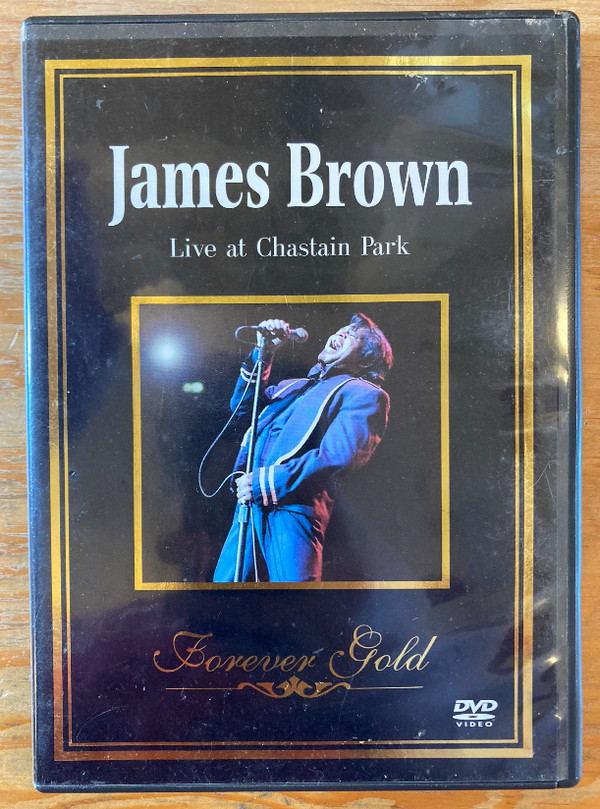 James Brown
Live at Chastain Park
Forever Gold
DVD
VIDEO